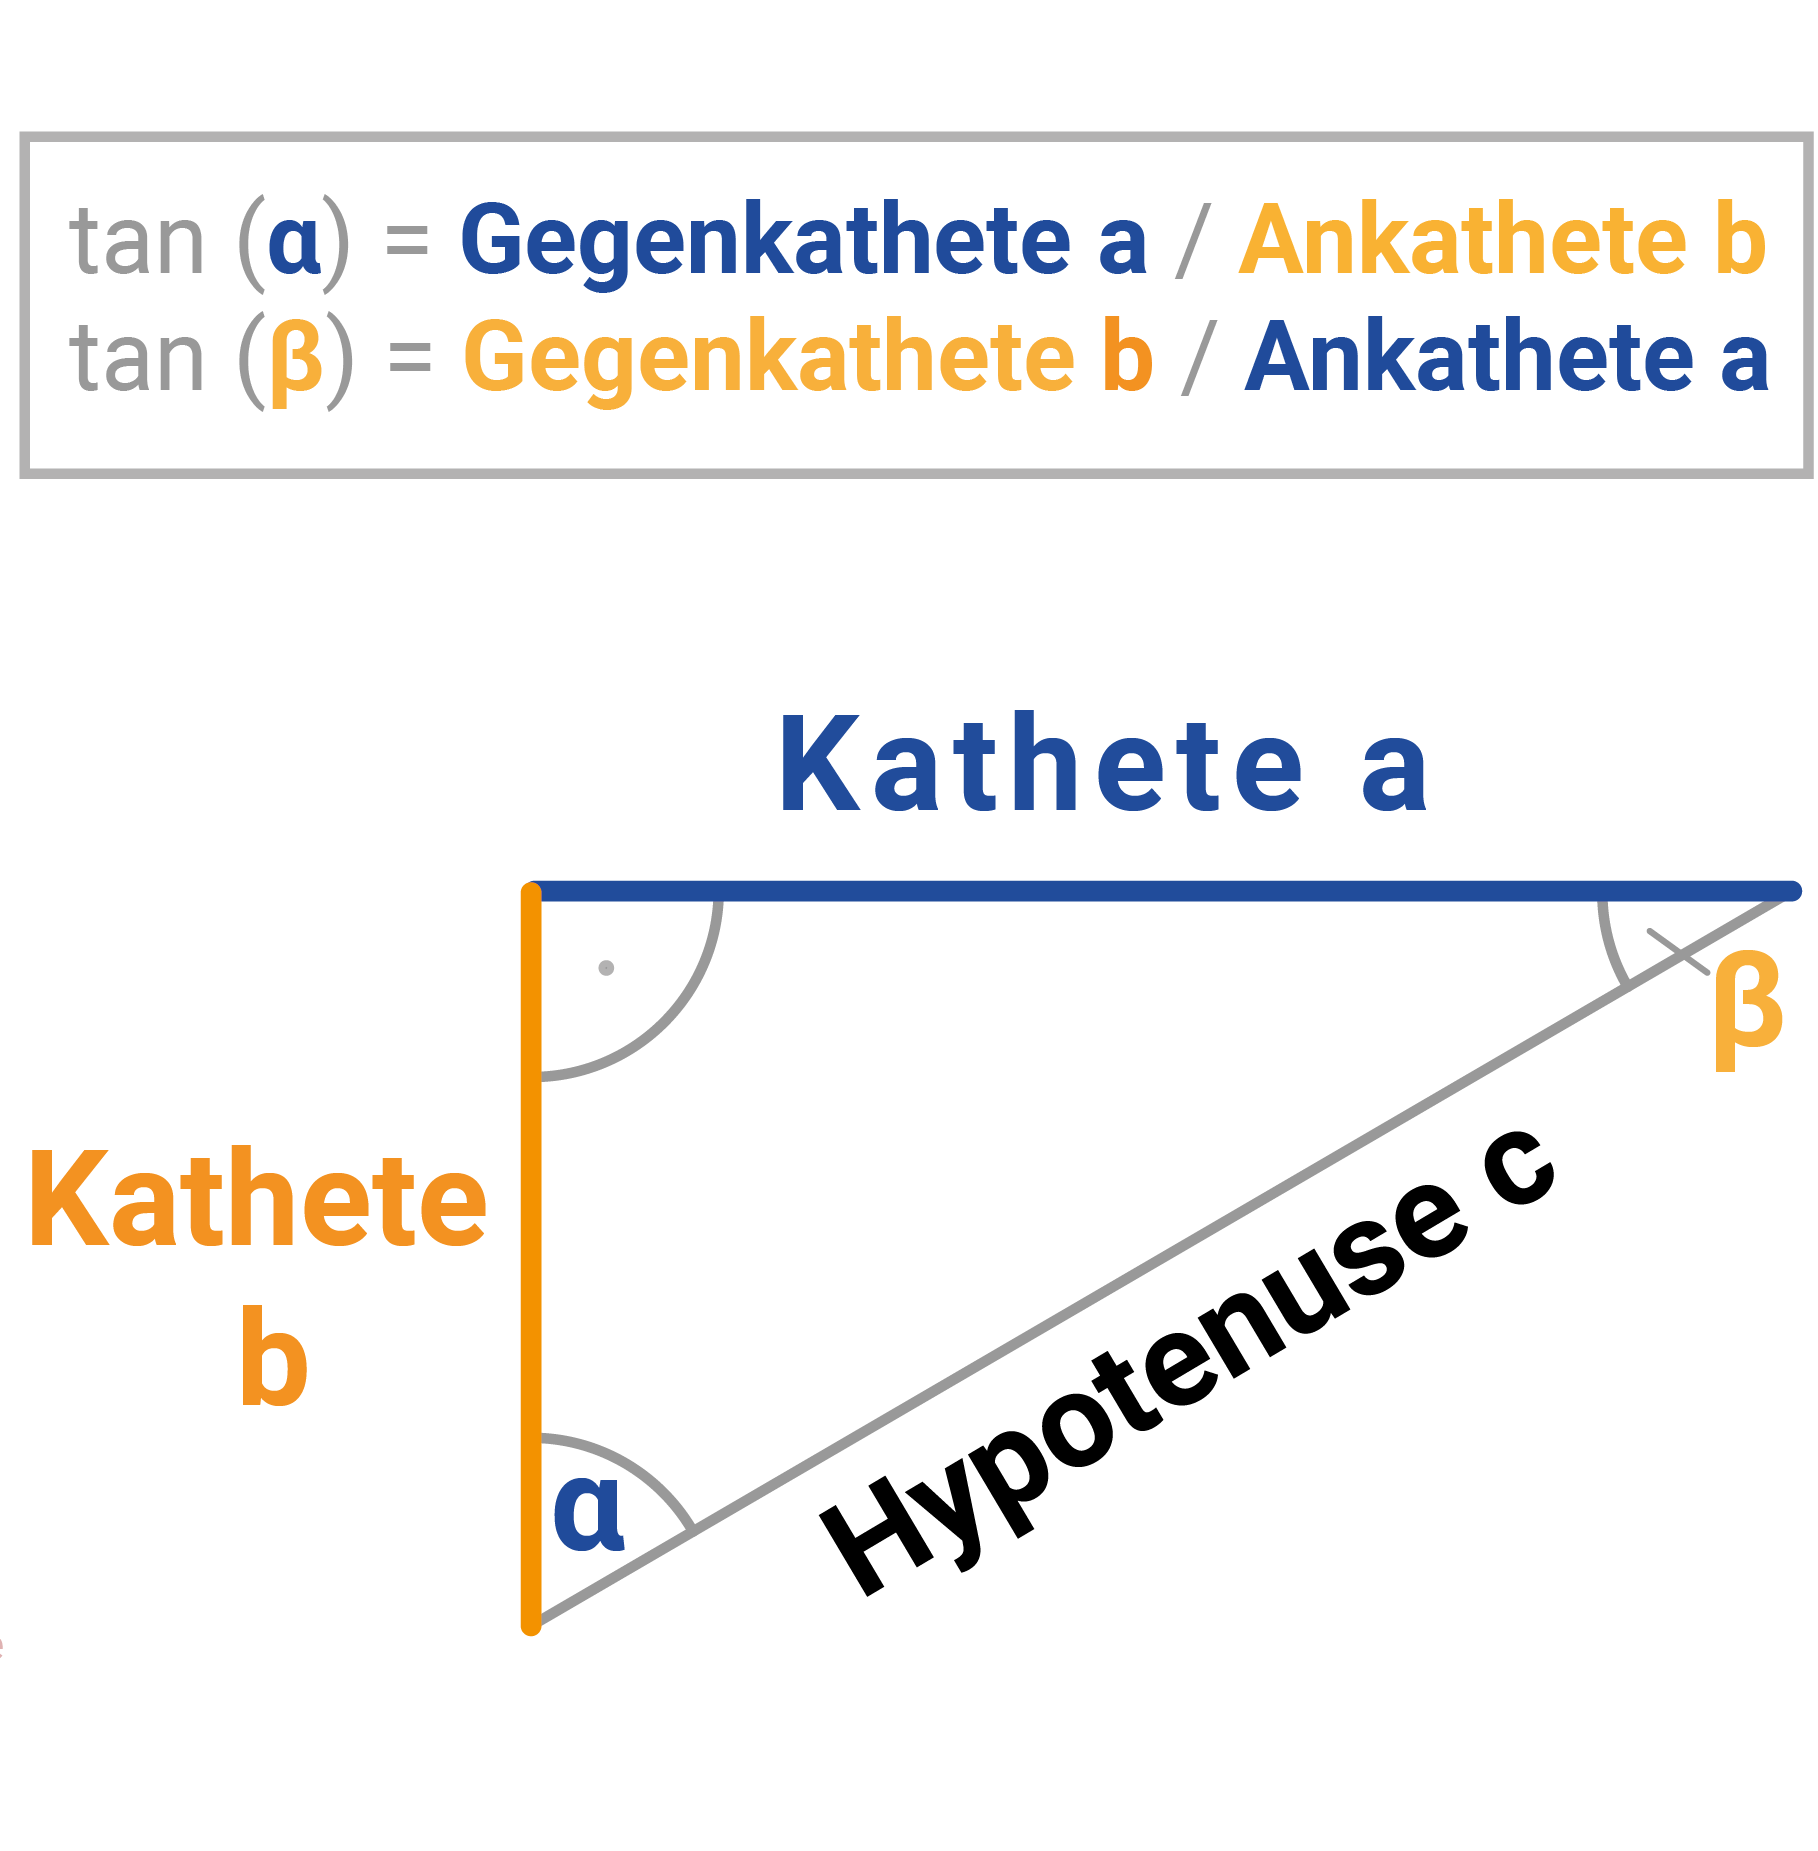 tan (α) = Gegenkathete a / Ankathete b
tan (β) = Gegenkathete b / Ankathete a
Kathete a
β
Kathete
b
Hypotenuse c
α